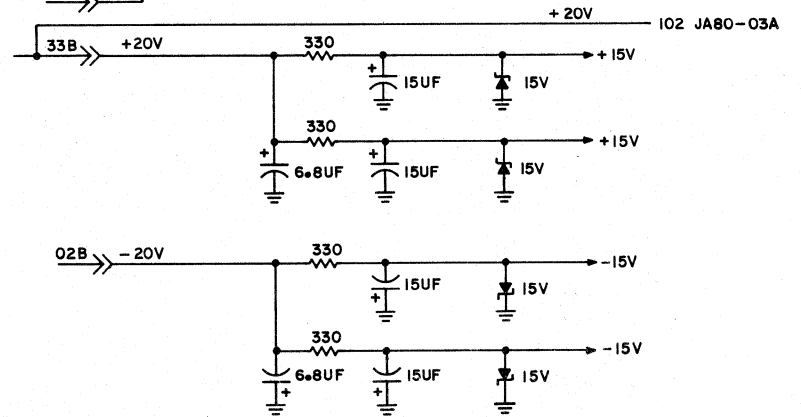 +20V 102 JA80-03A
33B +20V 330 +15V
+ 15UF 15V
330 +15V
+ 6.8UF + 15UF 15V
02B -20V 330 -15V
15UF + 15V
330 -15V
6.8UF + 15UF + 15V